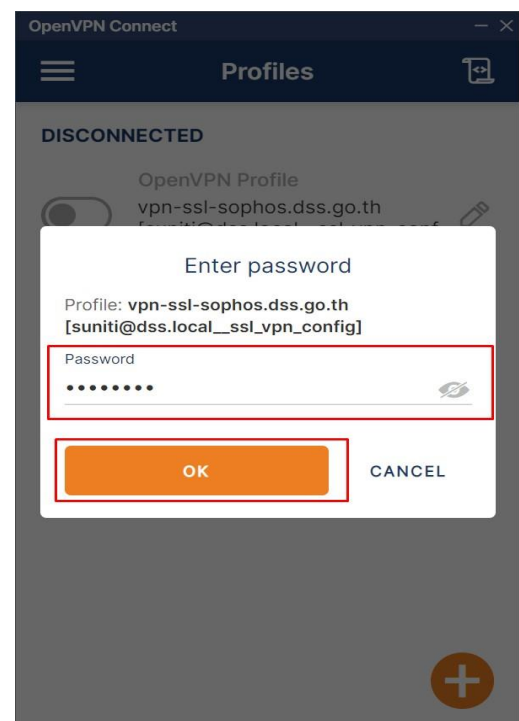 OpenVPN Connect
Profiles
DISCONNECTED
OpenVPN Profile
vpn-ssl-sophos.dss.go.th
Enter password
Profile: vpn-ssl-sophos.dss.go.th
[suniti@dss.local__ssl_vpn_config]
Password
••••••••
OK CANCEL